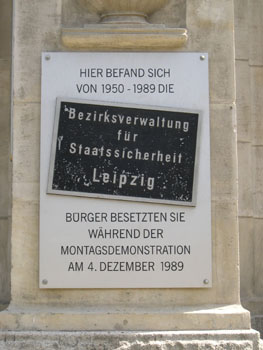 HIER BEFAND SICH
VON 1950 - 1989 DIE
Bezirksverwaltung
für
Staatssicherheit
Leipzig
BÜRGER BESETZTEN SIE
WÄHREND DER
MONTAGSDEMONSTRATION
AM 4. DEZEMBER 1989